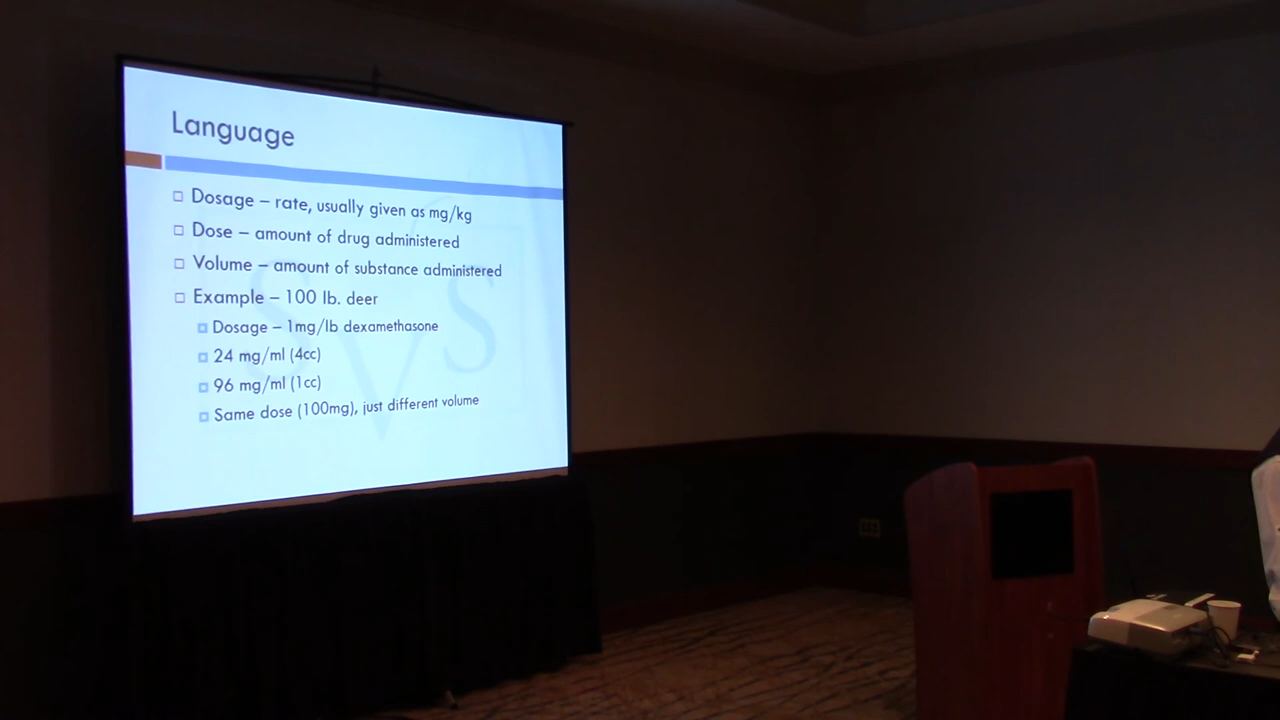 Language
Dosage – rate, usually given as mg/kg
Dose – amount of drug administered
Volume – amount of substance administered
Example – 100 lb. deer
Dosage – 1mg/lb dexamethasone
24 mg/ml (4cc)
96 mg/ml (1cc)
Same dose (100mg), just different volume
SVS